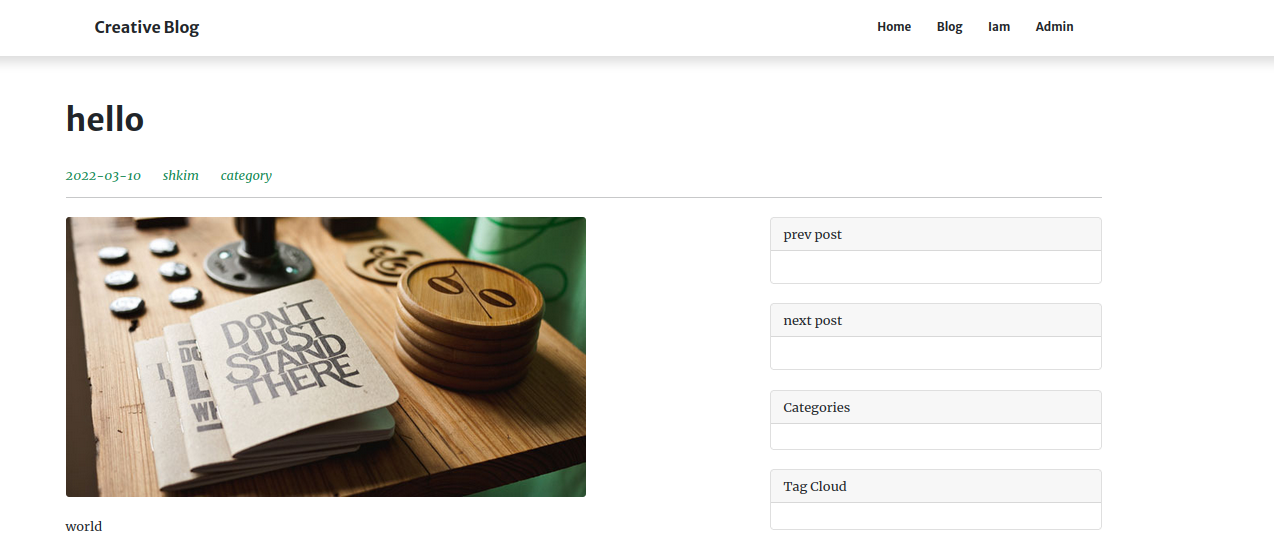 Creative Blog
Home Blog Iam Admin
hello
2022-03-10 shkim category
DON'T
JUST
STAND
THERE
%
&
prev post
next post
Categories
Tag Cloud
world